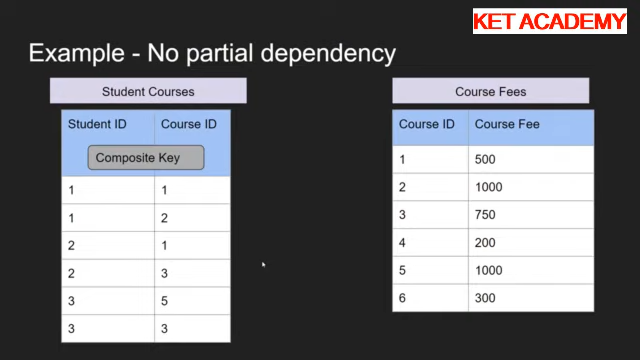 KET ACADEMY
Example - No partial dependency
Student Courses
Student ID Course ID
Composite Key
1 1
1 2
2 1
2 3
3 5
3 3
Course Fees
Course ID Course Fee
1 500
2 1000
3 750
4 200
5 1000
6 300